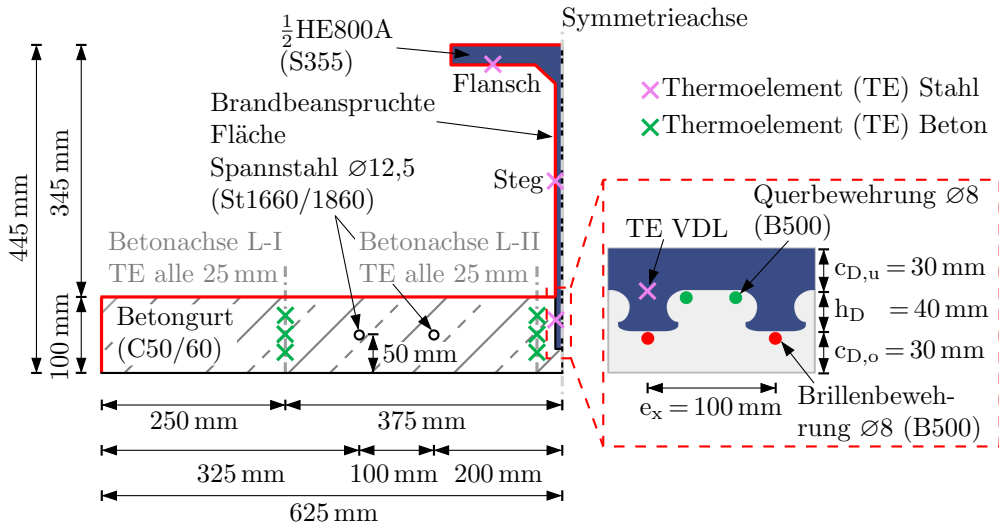 Symmetrieachse
½HE800A
(S355)
Flansch
Thermoelement (TE) Stahl
Thermoelement (TE) Beton
Brandbeanspruchte
Fläche
Spannstahl ∅12,5
(St1660/1860)
Steg
445 mm
345 mm
100 mm
Betonachse L-I
TE alle 25 mm
Betonachse L-II
TE alle 25 mm
Betongurt
(C50/60)
50 mm
250 mm
375 mm
325 mm
100 mm
200 mm
625 mm
Querbewehrung ∅8
(B500)
TE VDL
c_D,u = 30 mm
h_D = 40 mm
c_D,o = 30 mm
e_x = 100 mm
Brillenbeweh-
rung ∅8 (B500)